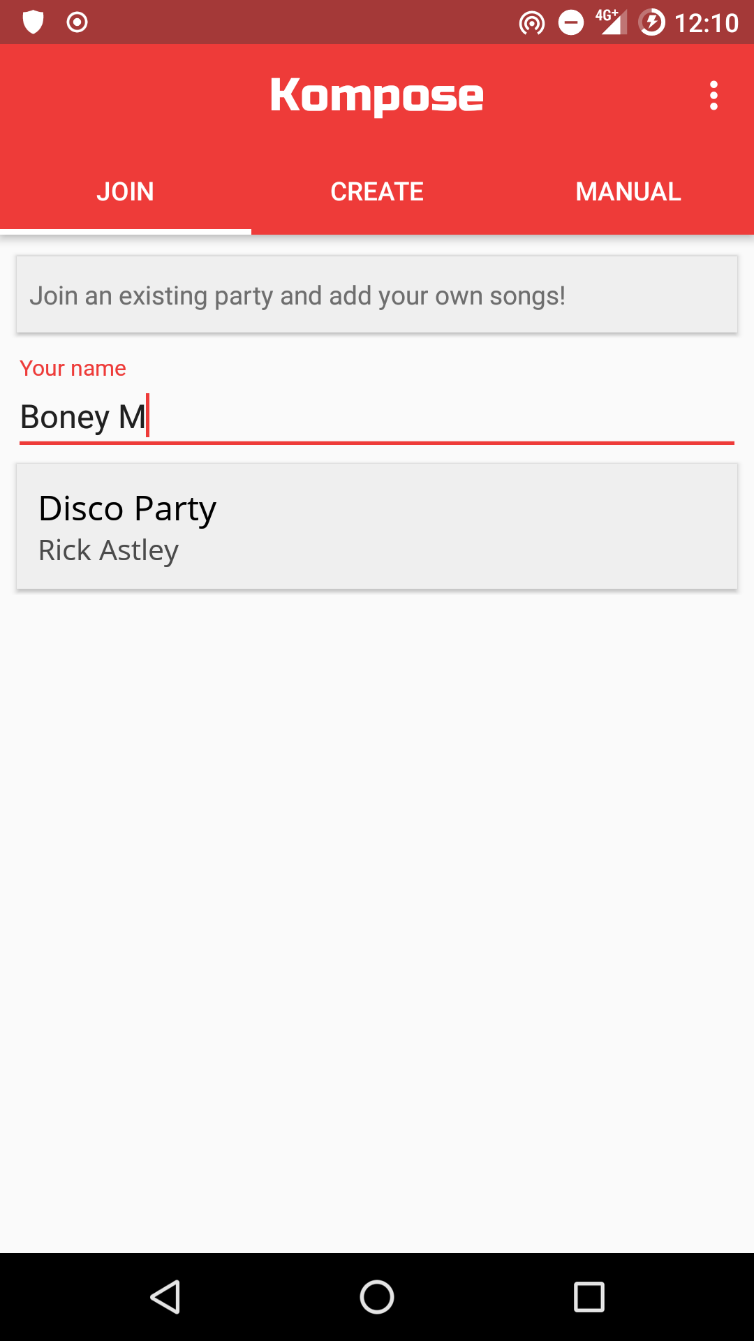 4G+ 12:10
Kompose
JOIN CREATE MANUAL
Join an existing party and add your own songs!
Your name
Boney M
Disco Party
Rick Astley